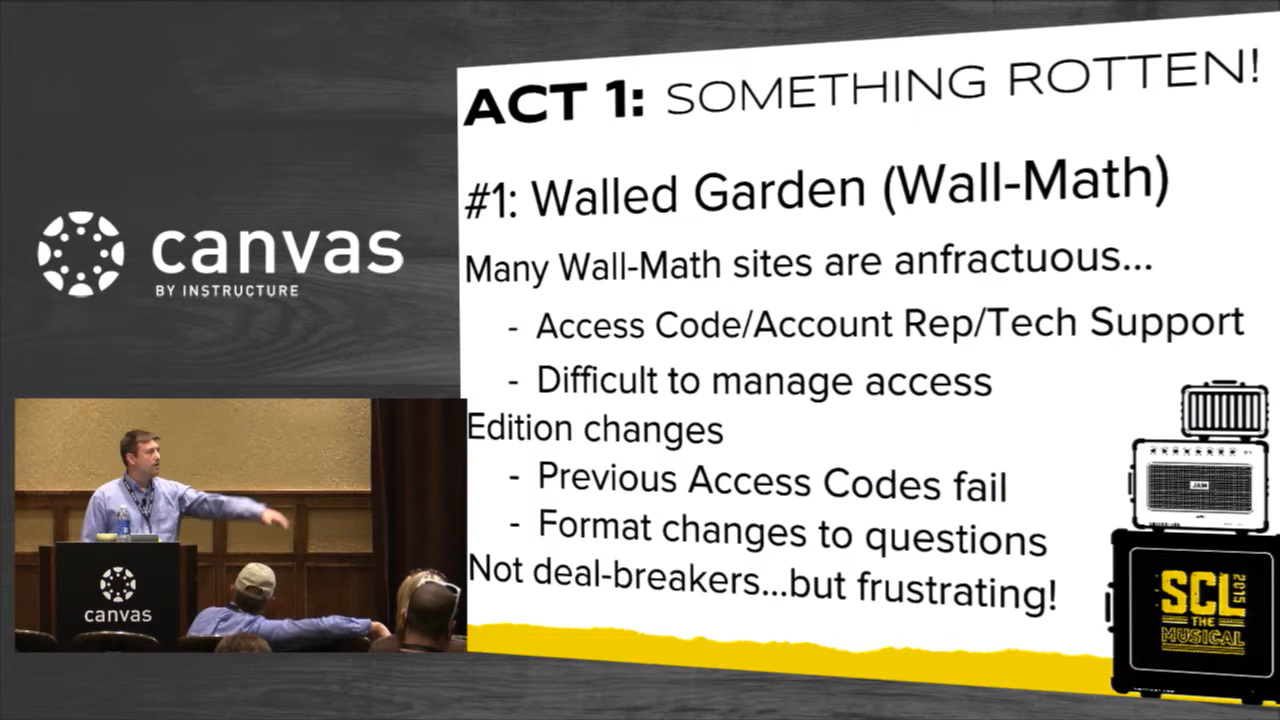 ACT 1: SOMETHING ROTTEN!
#1: Walled Garden (Wall-Math)
Many Wall-Math sites are anfractuous...
- Access Code/Account Rep/Tech Support
- Difficult to manage access
Edition changes
- Previous Access Codes fail
- Format changes to questions
Not deal-breakers...but frustrating!
canvas
BY INSTRUCTURE
canvas
JAM
SCL 2015
THE
MUSICAL